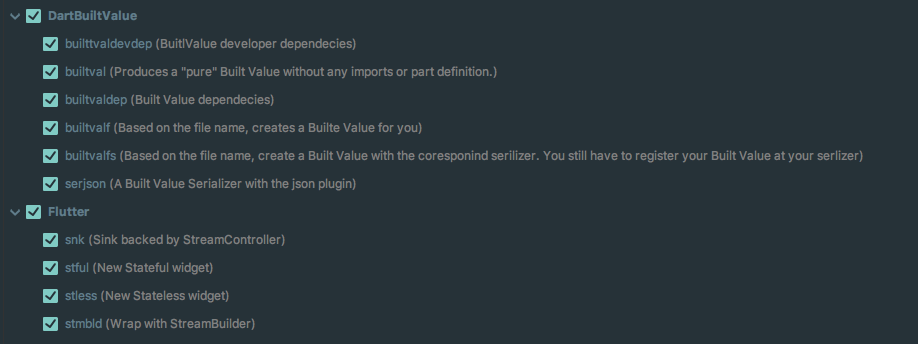 DartBuiltValue
builttvaldevdep (BuitlValue developer dependecies)
builtval (Produces a "pure" Built Value without any imports or part definition.)
builtvaldep (Built Value dependecies)
builtvalf (Based on the file name, creates a Builte Value for you)
builtvalfs (Based on the file name, create a Built Value with the coresponind serilizer. You still have to register your Built Value at your serlizer)
serjson (A Built Value Serializer with the json plugin)
Flutter
snk (Sink backed by StreamController)
stful (New Stateful widget)
stless (New Stateless widget)
stmbld (Wrap with StreamBuilder)